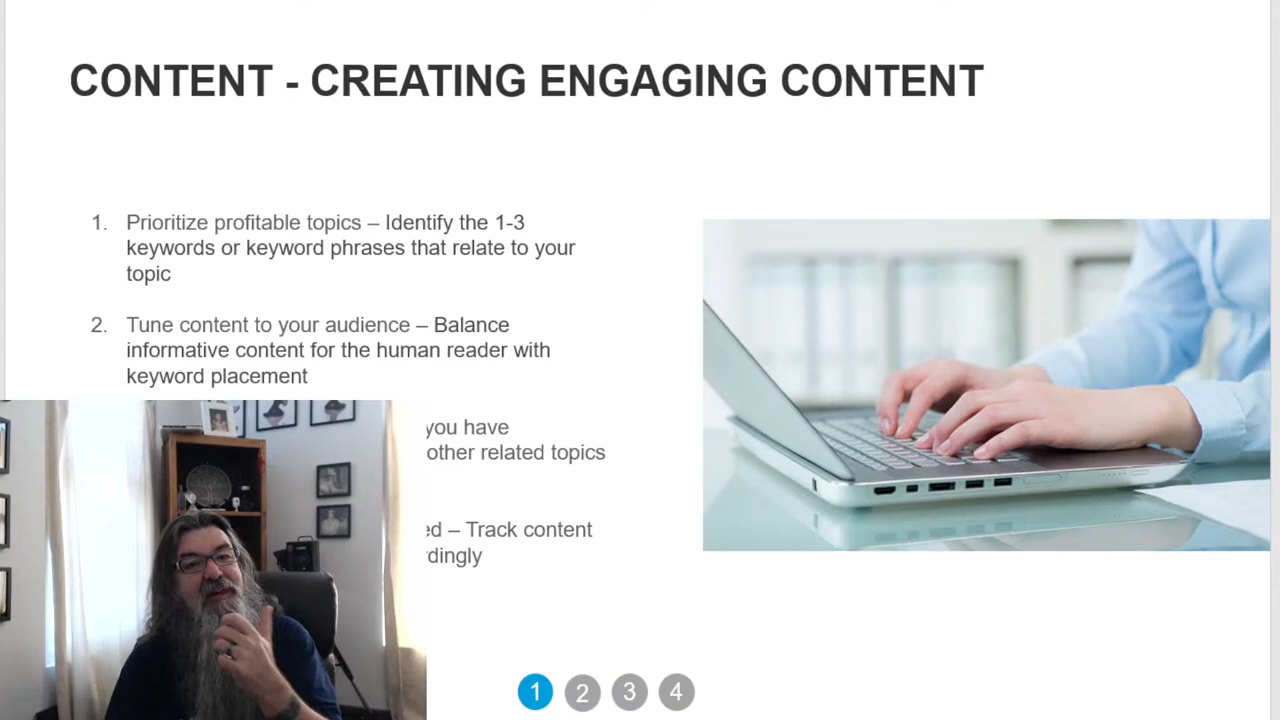 CONTENT - CREATING ENGAGING CONTENT
1. Prioritize profitable topics – Identify the 1-3
keywords or keyword phrases that relate to your
topic
2. Tune content to your audience – Balance
informative content for the human reader with
keyword placement
you have
other related topics
– Track content
1 2 3 4